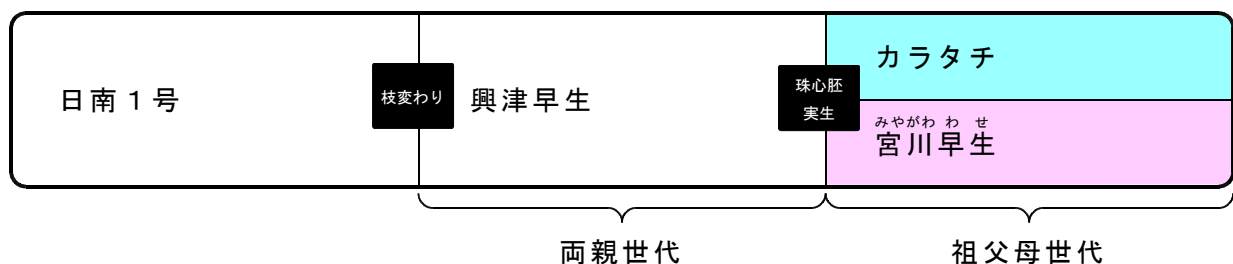 日南１号
枝変わり
興津早生
珠心胚
実生
カラタチ
みやがわ わ せ
宮川早生
両親世代
祖父母世代